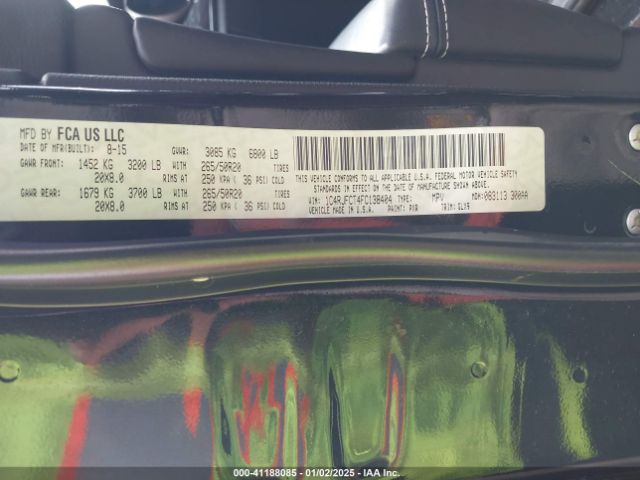 MFD BY FCA US LLC
DATE OF MFR(BUILT): 8-15 GVWR: 3085 KG 6800 LB
GAWR FRONT: 1452 KG 3200 LB WITH 265/50R20 TIRES
20X8.0 RIMS AT 250 KPA ( 36 PSI) COLD
GAWR REAR: 1679 KG 3700 LB WITH 265/50R20 TIRES
20X8.0 RIMS AT 250 KPA ( 36 PSI) COLD
THIS VEHICLE CONFORMS TO ALL APPLICABLE FEDERAL MOTOR VEHICLE SAFETY
STANDARDS IN EFFECT ON THE DATE OF MANUFACTURE SHOWN ABOVE.
VIN: 1C4RJFCT4FC138404 TYPE: MPV MDH: 083113 300AA
VEHICLE MADE IN U.S.A. PAINT: PXR TRIM: GLX9
000-41188085 - 01/02/2025 - IAA Inc.